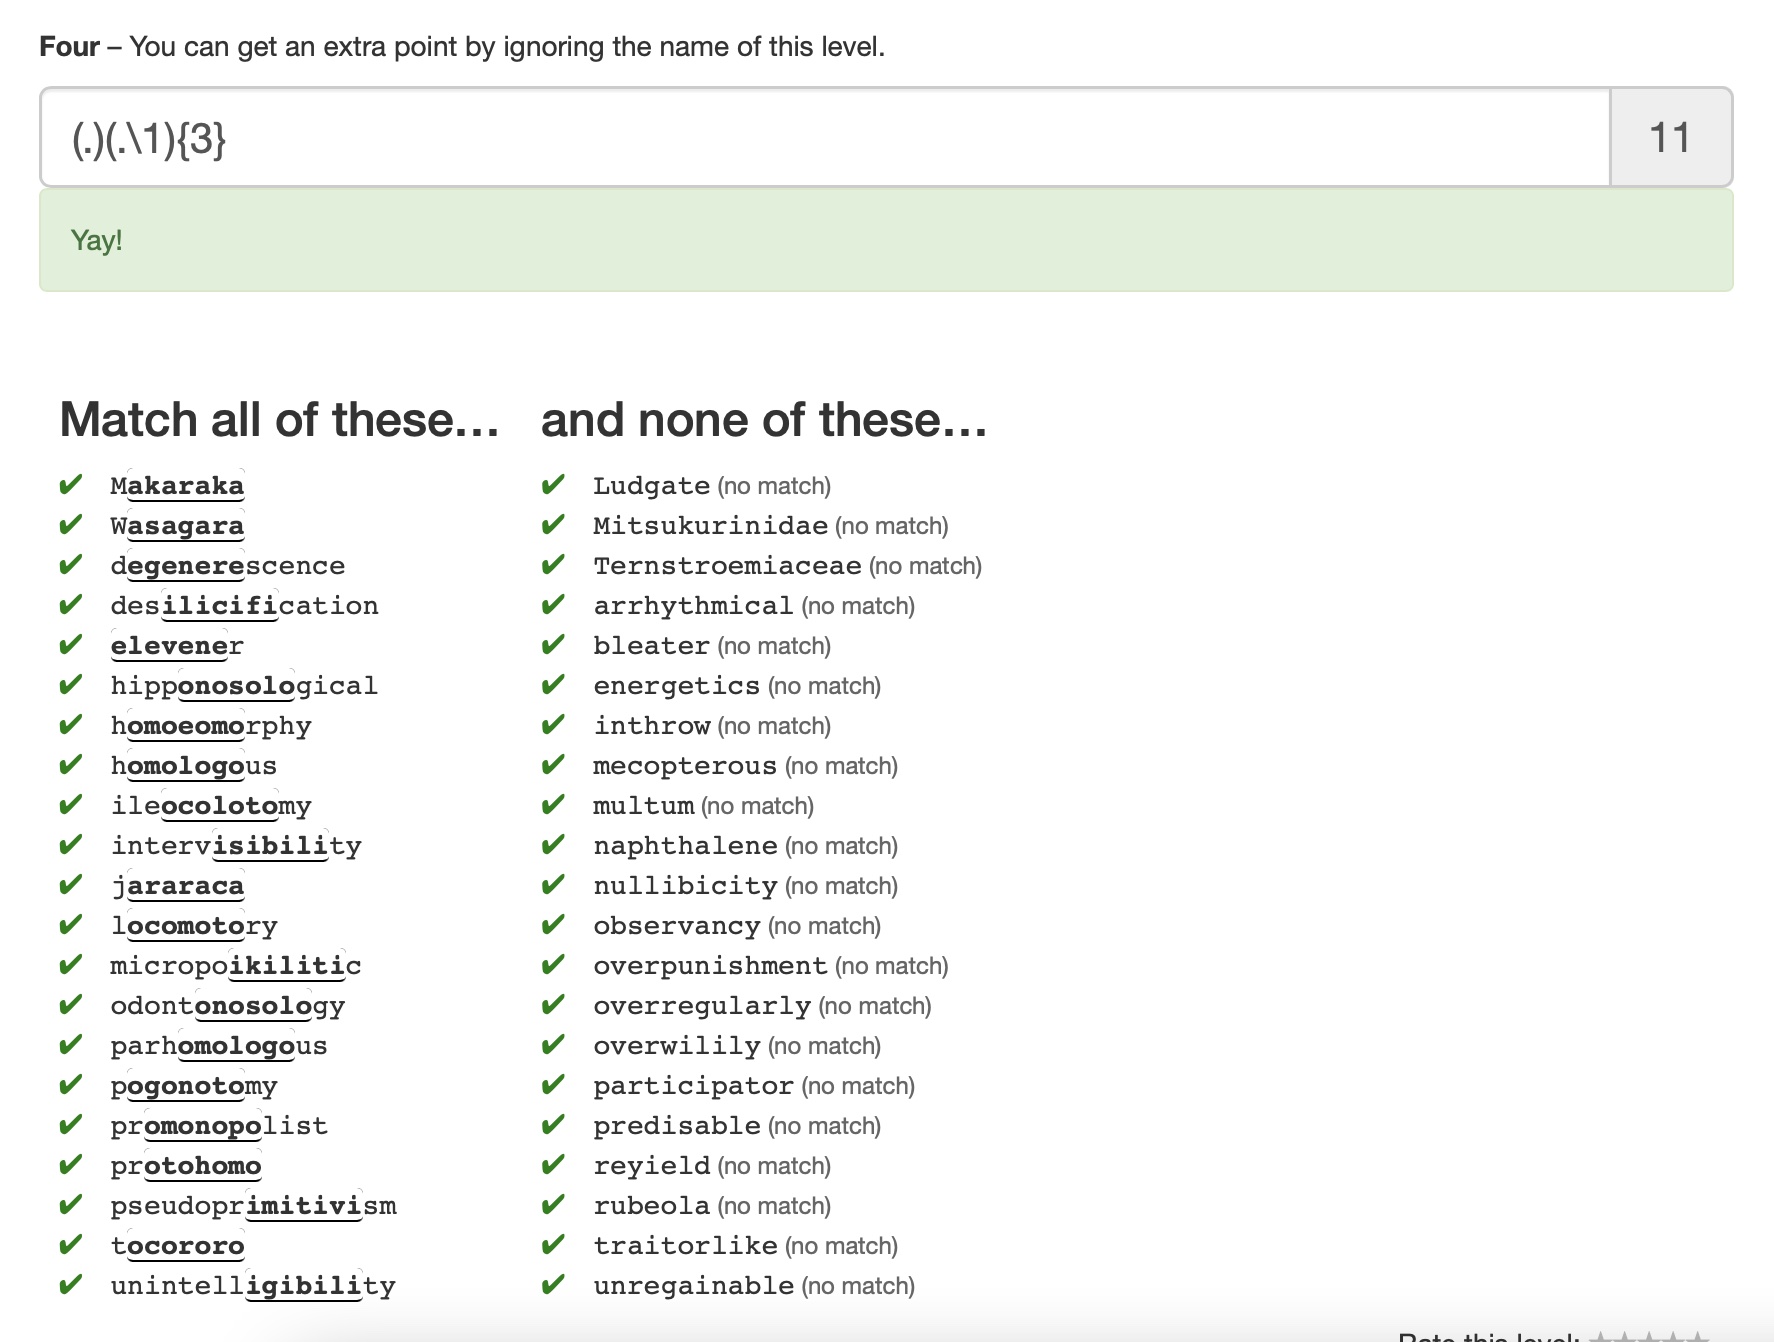 Four – You can get an extra point by ignoring the name of this level.
(.)(.\1){3}
11
Yay!
Match all of these…
✔ Makaraka
✔ Wasagara
✔ degenerescence
✔ desilicification
✔ elevener
✔ hipponosological
✔ homoeomorphy
✔ homologous
✔ ileocolotomy
✔ intervisibility
✔ jararaca
✔ locomotory
✔ micropoikilitic
✔ odontonosology
✔ parhomologous
✔ pogonotomy
✔ promonopolist
✔ protohomo
✔ pseudoprimitivism
✔ tocororo
✔ unintelligibility
and none of these…
✔ Ludgate (no match)
✔ Mitsukurinidae (no match)
✔ Ternstroemiaceae (no match)
✔ arrhythmical (no match)
✔ bleater (no match)
✔ energetics (no match)
✔ inthrow (no match)
✔ mecopterous (no match)
✔ multum (no match)
✔ naphthalene (no match)
✔ nullibicity (no match)
✔ observancy (no match)
✔ overpunishment (no match)
✔ overregularly (no match)
✔ overwilily (no match)
✔ participator (no match)
✔ predisable (no match)
✔ reyield (no match)
✔ rubeola (no match)
✔ traitorlike (no match)
✔ unregainable (no match)
Rate this level: ★★★★★